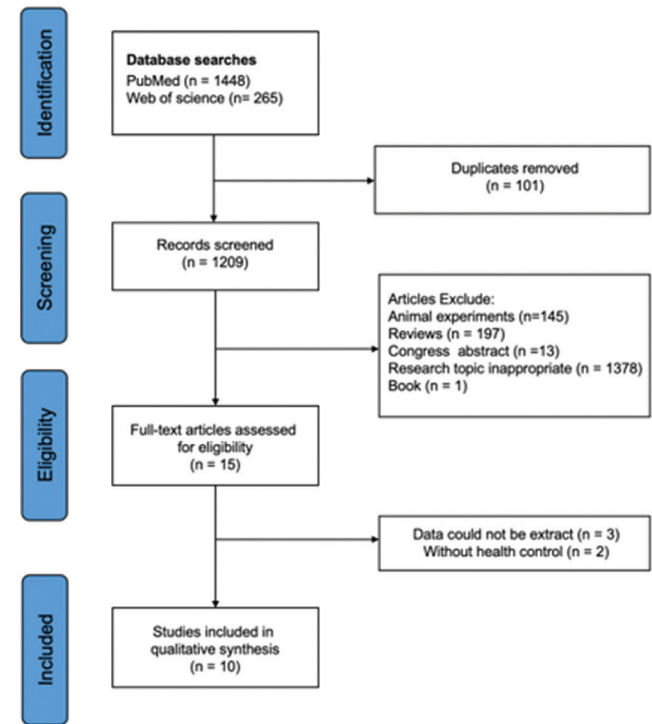 Identification
Database searches
PubMed (n = 1448)
Web of science (n= 265)
Duplicates removed
(n = 101)
Screening
Records screened
(n = 1209)
Articles Exclude:
Animal experiments (n=145)
Reviews (n = 197)
Congress abstract (n =13)
Research topic inappropriate (n = 1378)
Book (n = 1)
Eligibility
Full-text articles assessed
for eligibility
(n = 15)
Data could not be extract (n = 3)
Without health control (n = 2)
Included
Studies included in
qualitative synthesis
(n = 10)